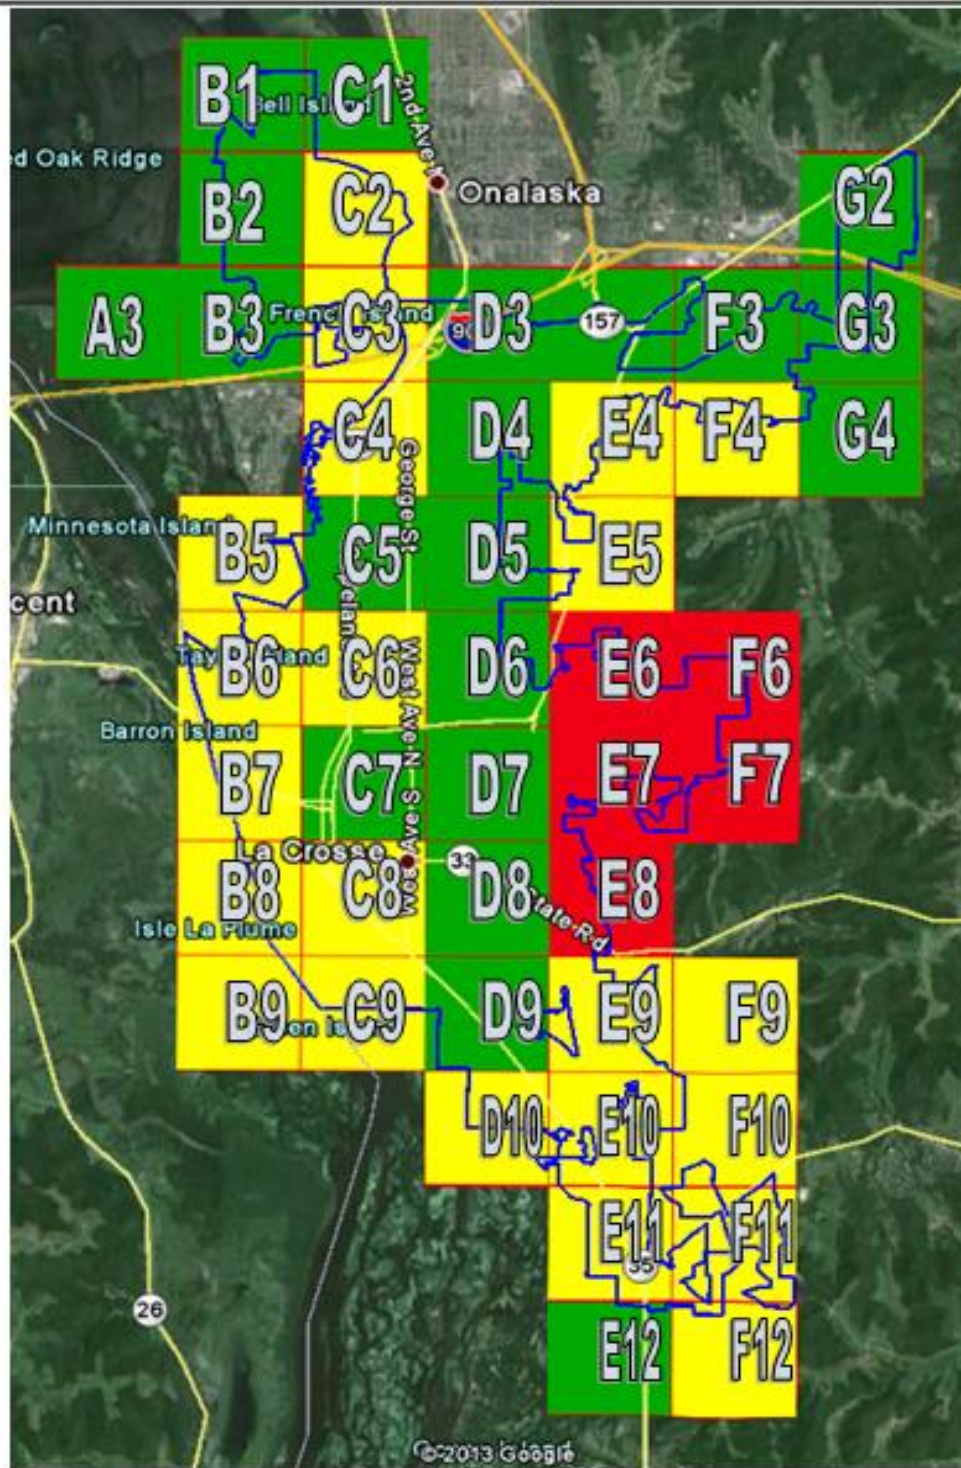 B1 C1
Bell Island
2nd Ave N
ed Oak Ridge
B2 C2
Onalaska
G2
A3 B3 C3 D3 157 F3 G3
French Island
90
C4 D4 E4 F4 G4
George St
Minnesota Island
B5 C5 D5 E5
cent
B6 C6 D6 E6 F6
West Ave N
Barron Island
B7 C7 D7 E7 F7
S Ave
La Crosse
33
B8 C8 D8 E8
State Rd
Isle La Plume
B9 C9 D9 E9 F9
D10 E10 F10
E11 F11
35
26
E12 F12
©2013 Google